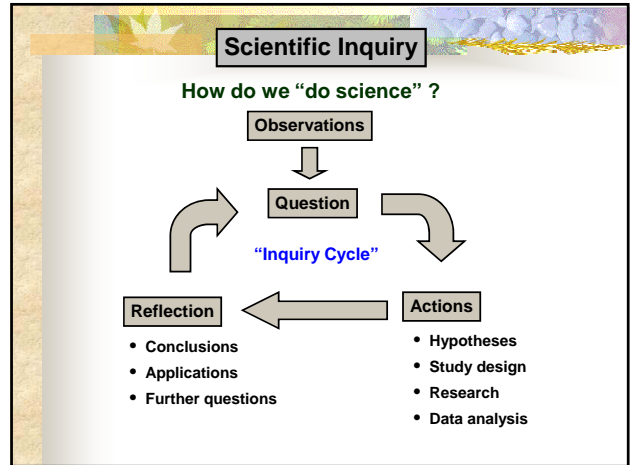 Scientific Inquiry
How do we “do science” ?
Observations
Question
“Inquiry Cycle”
Reflection
• Conclusions
• Applications
• Further questions
Actions
• Hypotheses
• Study design
• Research
• Data analysis